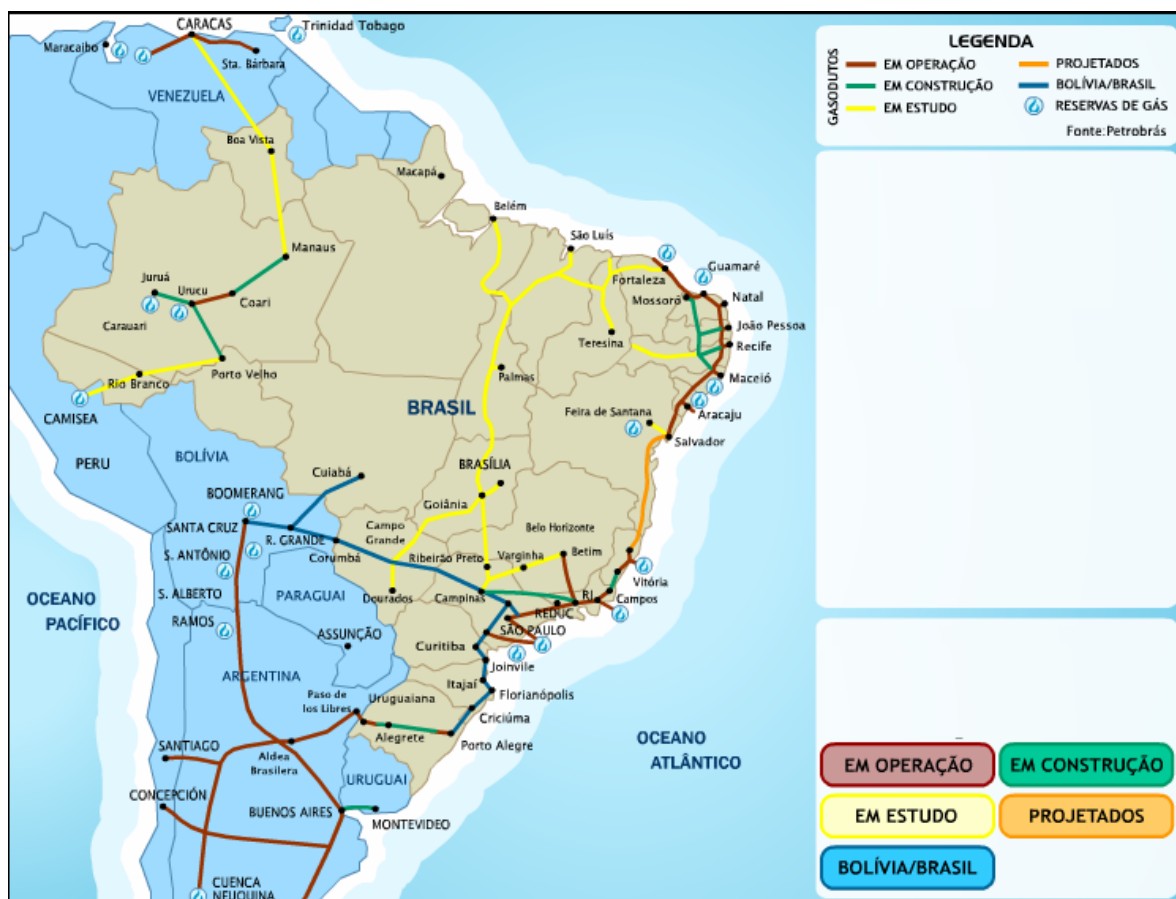 CARACAS
Trinidad Tobago
Maracaibo
Sta. Bárbara
VENEZUELA
Boa Vista
Macapá
Belém
São Luís
Manaus
Fortaleza
Guamaré
Juruá
Urucu
Coari
Mossoró
Natal
Carauari
João Pessoa
Teresina
Recife
Porto Velho
Rio Branco
Palmas
Maceió
CAMISEA
BRASIL
Feira de Santana
Aracaju
Salvador
PERU
BOLÍVIA
Cuiabá
BRASÍLIA
BOOMERANG
Goiânia
SANTA CRUZ
R. GRANDE
Campo
Grande
Belo Horizonte
S. ANTÔNIO
Corumbá
Ribeirão Preto
Varginha
Betim
Vitória
S. ALBERTO
PARAGUAI
Dourados
Campinas
RJ
Campos
OCEANO
PACÍFICO
RAMOS
REDUC
SÃO PAULO
ASSUNÇÃO
Curitiba
Joinvile
ARGENTINA
Itajaí
Florianópolis
Paso de
los Libres
Uruguaiana
Criciúma
Alegrete
Porto Alegre
SANTIAGO
Aldea
Brasilera
URUGUAI
OCEANO
ATLÂNTICO
CONCEPCIÓN
BUENOS AIRES
MONTEVIDEO
CUENCA
NEUQUINA
LEGENDA
GASODUTOS
EM OPERAÇÃO
PROJETADOS
EM CONSTRUÇÃO
BOLÍVIA/BRASIL
EM ESTUDO
RESERVAS DE GÁS
Fonte:Petrobrás
EM OPERAÇÃO
EM CONSTRUÇÃO
EM ESTUDO
PROJETADOS
BOLÍVIA/BRASIL